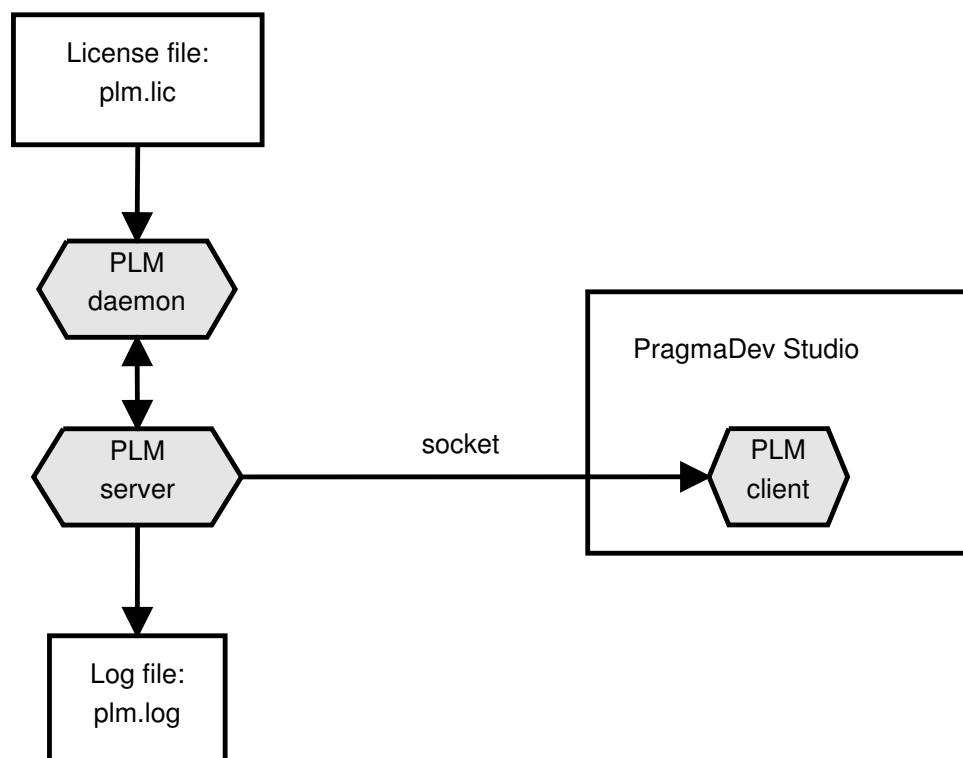 License file:
plm.lic
PLM
daemon
PragmaDev Studio
socket
PLM
server
PLM
client
Log file:
plm.log